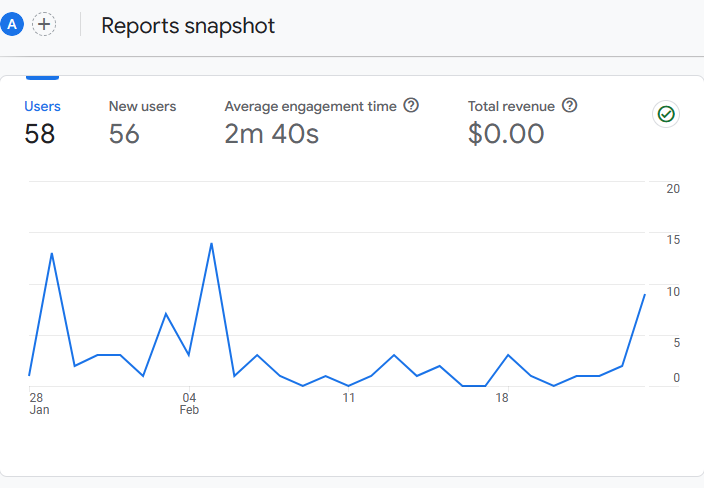 A + Reports snapshot
Users New users Average engagement time ? Total revenue ?
58 56 2m 40s $0.00
20
15
10
5
0
28 04 11 18
Jan Feb